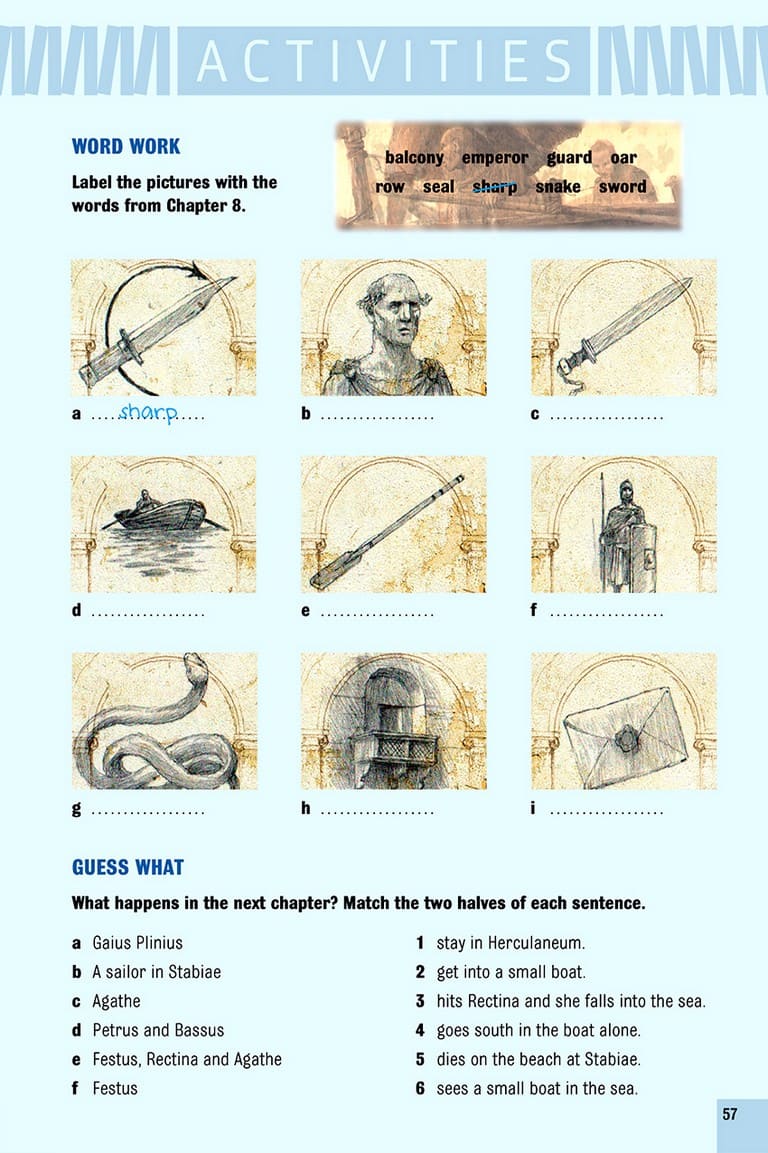 ACTIVITIES
WORD WORK
Label the pictures with the
words from Chapter 8.
balcony emperor guard oar
row seal sharp snake sword
a .....sharp.....
b ..................
c ..................
d ..................
e ..................
f ..................
g ..................
h ..................
i ..................
GUESS WHAT
What happens in the next chapter? Match the two halves of each sentence.
a Gaius Plinius
b A sailor in Stabiae
c Agathe
d Petrus and Bassus
e Festus, Rectina and Agathe
f Festus
1 stay in Herculaneum.
2 get into a small boat.
3 hits Rectina and she falls into the sea.
4 goes south in the boat alone.
5 dies on the beach at Stabiae.
6 sees a small boat in the sea.
57